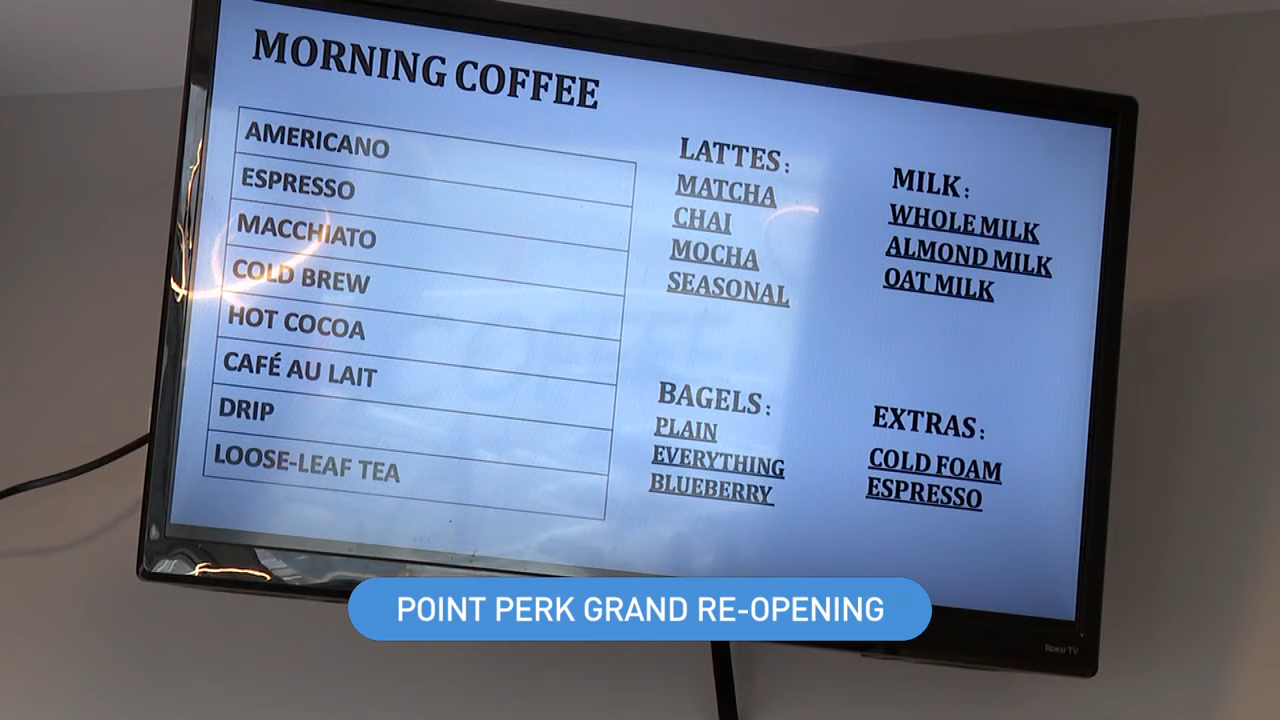 MORNING COFFEE
AMERICANO
ESPRESSO
MACCHIATO
COLD BREW
HOT COCOA
CAFÉ AU LAIT
DRIP
LOOSE-LEAF TEA
LATTES:
MATCHA
CHAI
MOCHA
SEASONAL
MILK:
WHOLE MILK
ALMOND MILK
OAT MILK
BAGELS:
PLAIN
EVERYTHING
BLUEBERRY
EXTRAS:
COLD FOAM
ESPRESSO
POINT PERK GRAND RE-OPENING
Roku TV